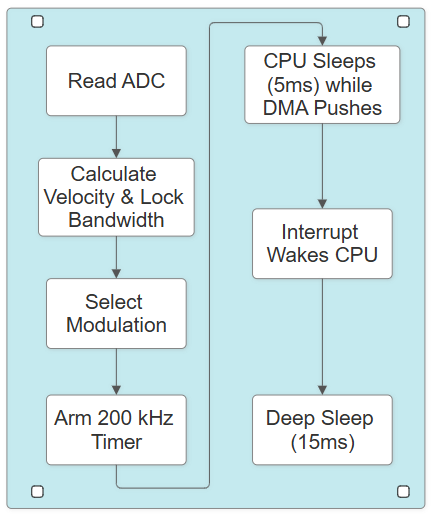 Read ADC
Calculate
Velocity & Lock
Bandwidth
Select
Modulation
Arm 200 kHz
Timer
CPU Sleeps
(5ms) while
DMA Pushes
Interrupt
Wakes CPU
Deep Sleep
(15ms)